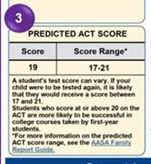 3
PREDICTED ACT SCORE
Score Score Range*
19 17-21
A student's test score can vary. If your
child were to be tested again, it is likely
that they would receive a score between
17 and 21.
Students who score at or above 20 on the
ACT are more likely to be successful in
college courses taken by first-year
students.
*For more information on the predicted
ACT score range, see the AASA Family
Report Guide.